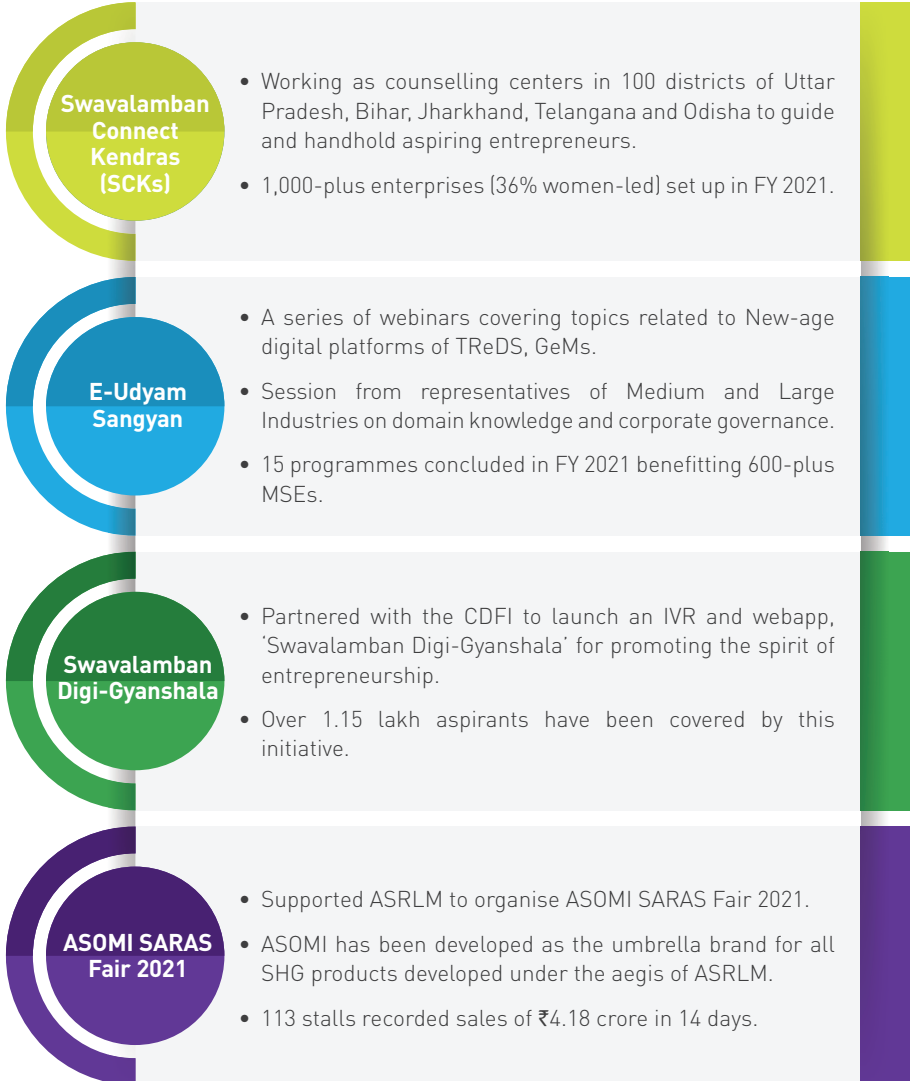 Swavalamban
Connect
Kendras
(SCKs)
• Working as counselling centers in 100 districts of Uttar
Pradesh, Bihar, Jharkhand, Telangana and Odisha to guide
and handhold aspiring entrepreneurs.
• 1,000-plus enterprises (36% women-led) set up in FY 2021.
E-Udyam
Sangyan
• A series of webinars covering topics related to New-age
digital platforms of TReDS, GeMs.
• Session from representatives of Medium and Large
Industries on domain knowledge and corporate governance.
• 15 programmes concluded in FY 2021 benefitting 600-plus
MSEs.
Swavalamban
Digi-Gyanshala
• Partnered with the CDFI to launch an IVR and webapp,
‘Swavalamban Digi-Gyanshala’ for promoting the spirit of
entrepreneurship.
• Over 1.15 lakh aspirants have been covered by this
initiative.
ASOMI SARAS
Fair 2021
• Supported ASRLM to organise ASOMI SARAS Fair 2021.
• ASOMI has been developed as the umbrella brand for all
SHG products developed under the aegis of ASRLM.
• 113 stalls recorded sales of ₹4.18 crore in 14 days.